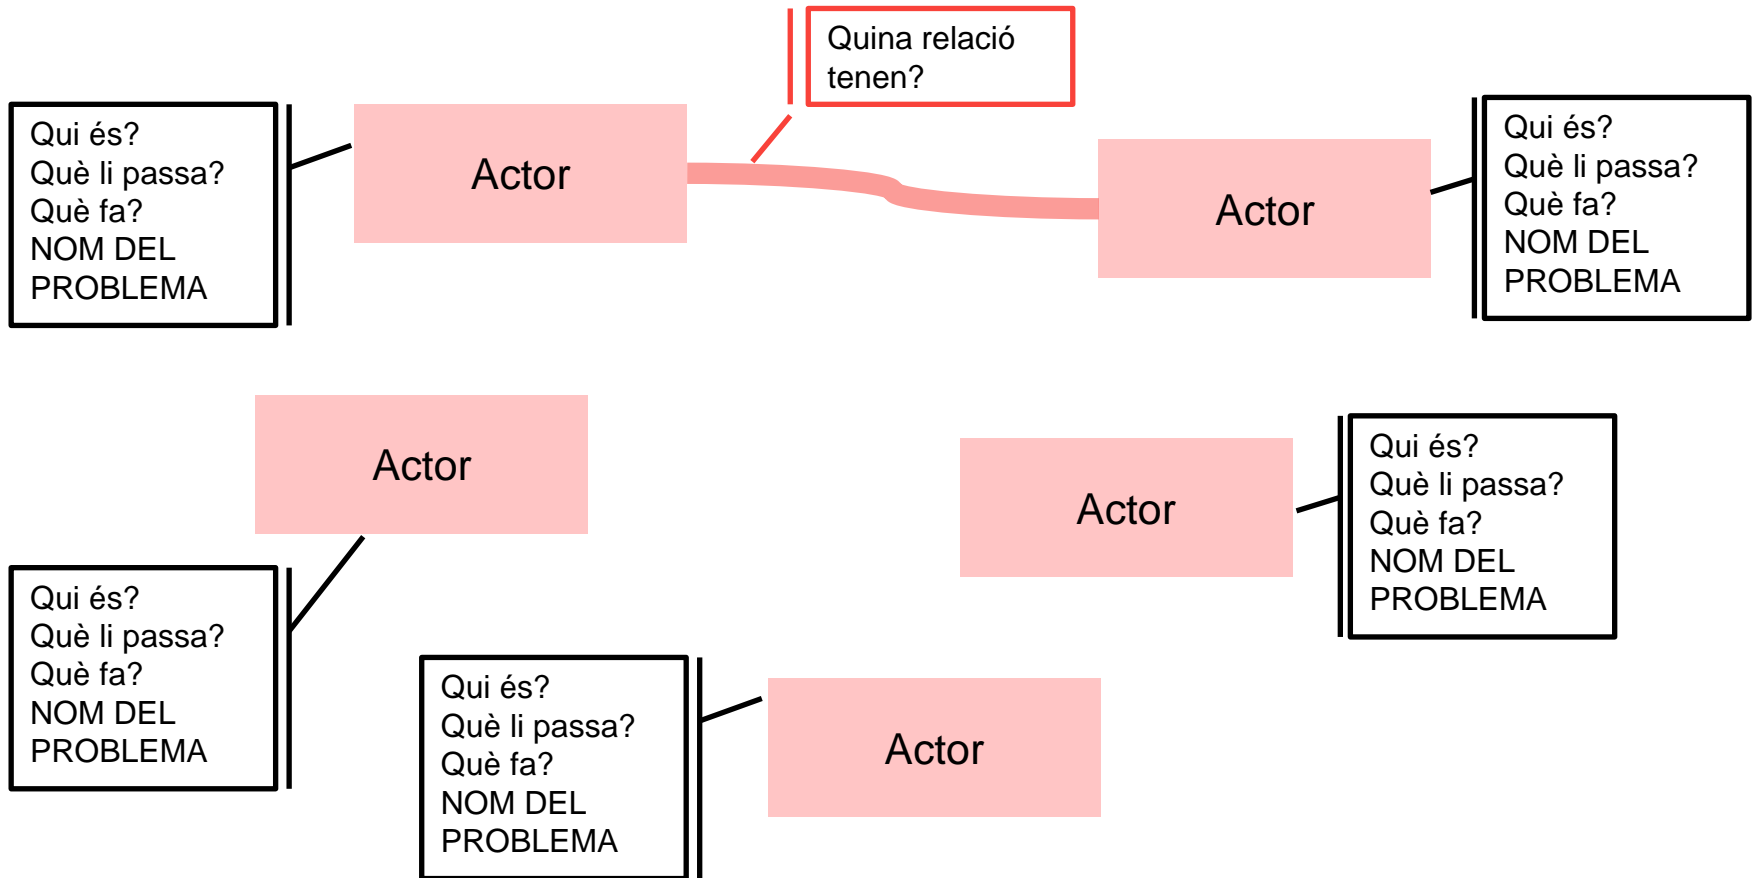 Quina relació
tenen?
Qui és?
Què li passa?
Què fa?
NOM DEL
PROBLEMA
Actor
Actor
Qui és?
Què li passa?
Què fa?
NOM DEL
PROBLEMA
Actor
Qui és?
Què li passa?
Què fa?
NOM DEL
PROBLEMA
Actor
Qui és?
Què li passa?
Què fa?
NOM DEL
PROBLEMA
Qui és?
Què li passa?
Què fa?
NOM DEL
PROBLEMA
Actor